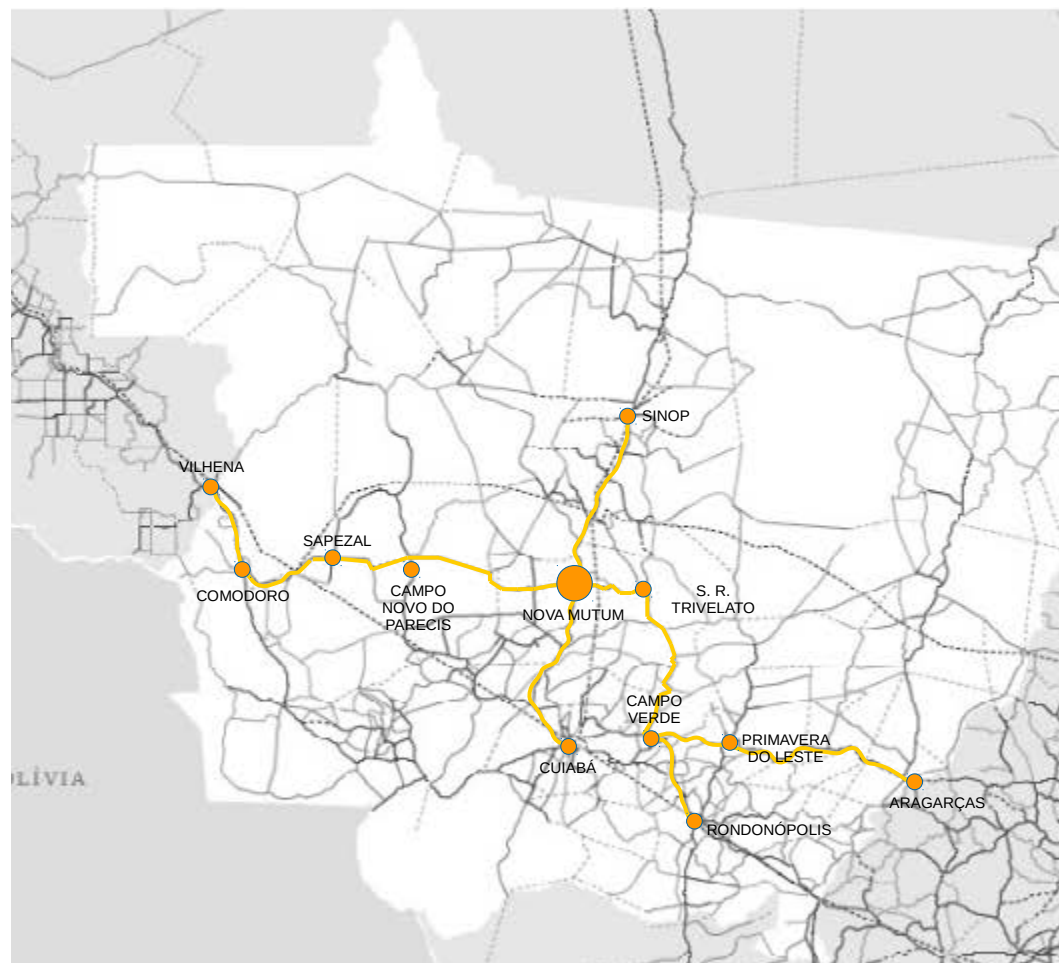 SINOP
VILHENA
SAPEZAL
COMODORO
CAMPO
NOVO DO
PARECIS
NOVA MUTUM
S. R.
TRIVELATO
CAMPO
VERDE
PRIMAVERA
DO LESTE
CUIABÁ
OLÍVIA
ARAGARÇAS
RONDONÓPOLIS